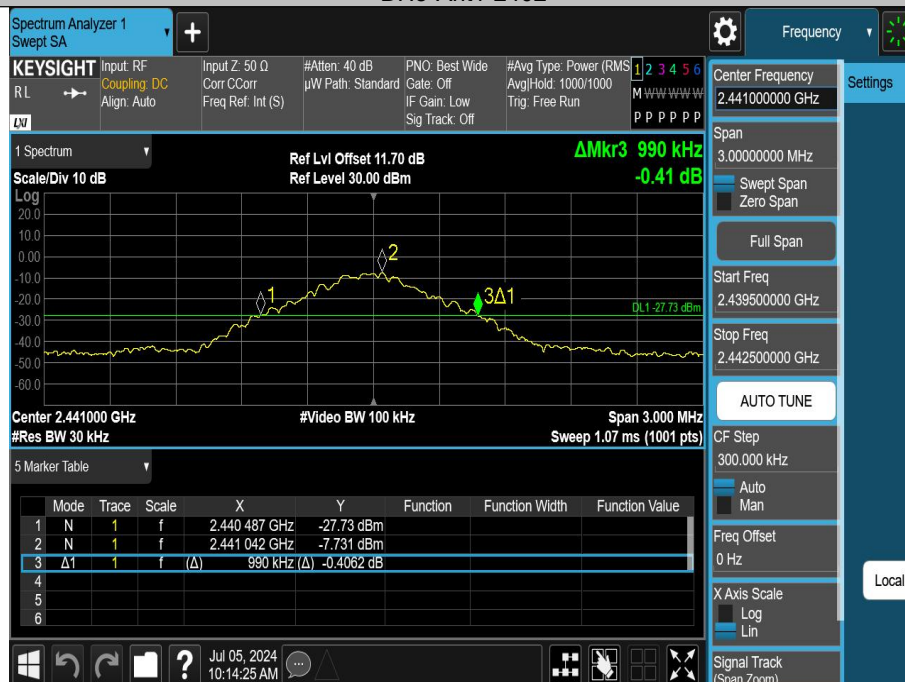 Spectrum Analyzer 1
Swept SA
+
Frequency
KEYSIGHT
RL
LXI
Input: RF
Coupling: DC
Align: Auto
Input Z: 50 Ω
Corr CCorr
Freq Ref: Int (S)
#Atten: 40 dB
µW Path: Standard
PNO: Best Wide
Gate: Off
IF Gain: Low
Sig Track: Off
#Avg Type: Power (RMS
Avg|Hold: 1000/1000
Trig: Free Run
1 2 3 4 5 6
M W W W W W
P P P P P P
1 Spectrum
Scale/Div 10 dB
Ref Lvl Offset 11.70 dB
Ref Level 30.00 dBm
ΔMkr3 990 kHz
-0.41 dB
Log
20.0
10.0
0.00
-10.0
-20.0
-30.0
-40.0
-50.0
-60.0
1
2
3Δ1
DL1 -27.73 dBm
Center 2.441000 GHz
#Video BW 100 kHz
Span 3.000 MHz
#Res BW 30 kHz
Sweep 1.07 ms (1001 pts)
5 Marker Table
Mode Trace Scale X Y Function Function Width Function Value
1 N 1 f 2.440 487 GHz -27.73 dBm
2 N 1 f 2.441 042 GHz -7.731 dBm
3 Δ1 1 f (Δ) 990 kHz (Δ) -0.4062 dB
4
5
6
?
Jul 05, 2024
10:14:25 AM
Settings
Center Frequency
2.441000000 GHz
Span
3.00000000 MHz
Swept Span
Zero Span
Full Span
Start Freq
2.439500000 GHz
Stop Freq
2.442500000 GHz
AUTO TUNE
CF Step
300.000 kHz
Auto
Man
Freq Offset
0 Hz
X Axis Scale
Log
Lin
Signal Track
(Span Zoom)
Local